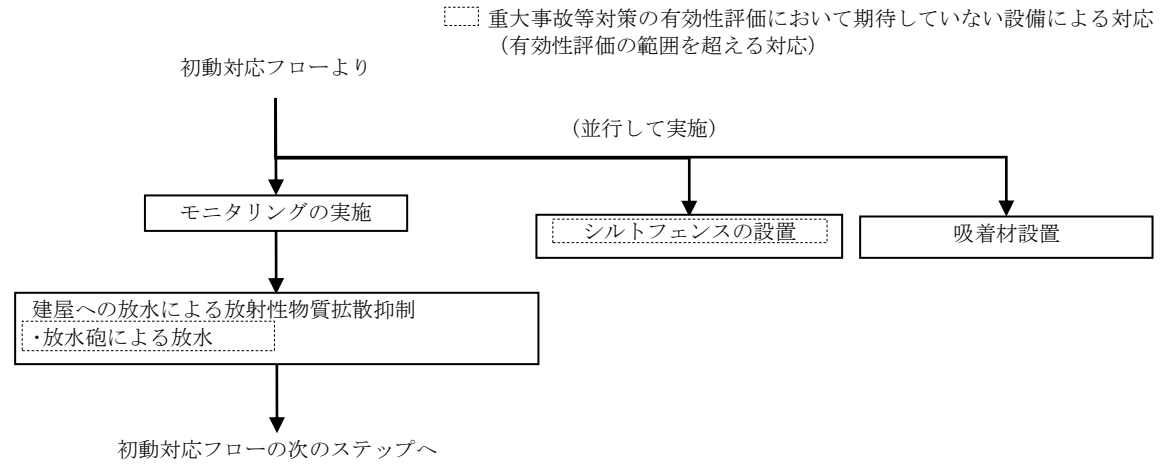 重大事故等対策の有効性評価において期待していない設備による対応
（有効性評価の範囲を超える対応）
初動対応フローより
（並行して実施）
モニタリングの実施
シルトフェンスの設置
吸着材設置
建屋への放水による放射性物質拡散抑制
・放水砲による放水
初動対応フローの次のステップへ